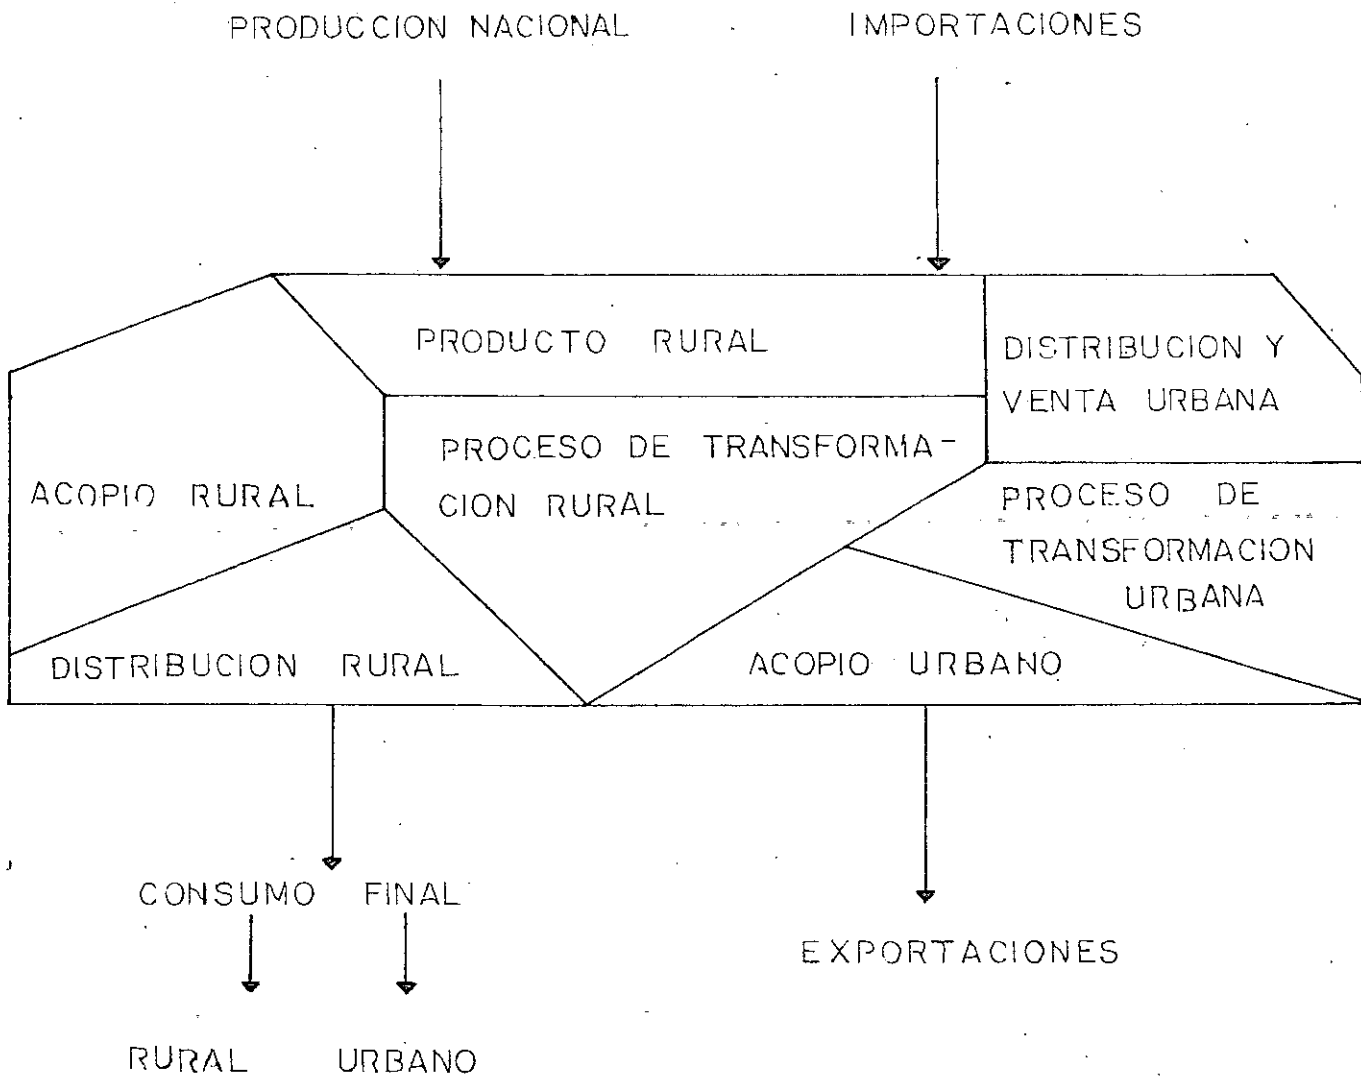 PRODUCCION NACIONAL
IMPORTACIONES
PRODUCTO RURAL
DISTRIBUCION Y
VENTA URBANA
PROCESO DE TRANSFORMA-
CION RURAL
ACOPIO RURAL
PROCESO DE
TRANSFORMACION
URBANA
DISTRIBUCION RURAL
ACOPIO URBANO
CONSUMO FINAL
EXPORTACIONES
RURAL
URBANO